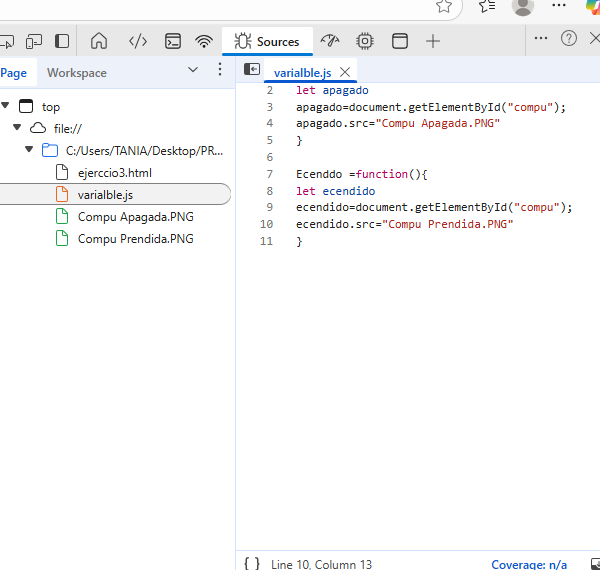 Sources
Page
Workspace
varialble.js
top
file://
C:/Users/TANIA/Desktop/PR...
ejerccio3.html
varialble.js
Compu Apagada.PNG
Compu Prendida.PNG
2 let apagado
3 apagado=document.getElementById("compu");
4 apagado.src="Compu Apagada.PNG"
5 }
6
7 Ecenddo =function(){
8 let ecendido
9 ecendido=document.getElementById("compu");
10 ecendido.src="Compu Prendida.PNG"
11 }
{ } Line 10, Column 13 Coverage: n/a